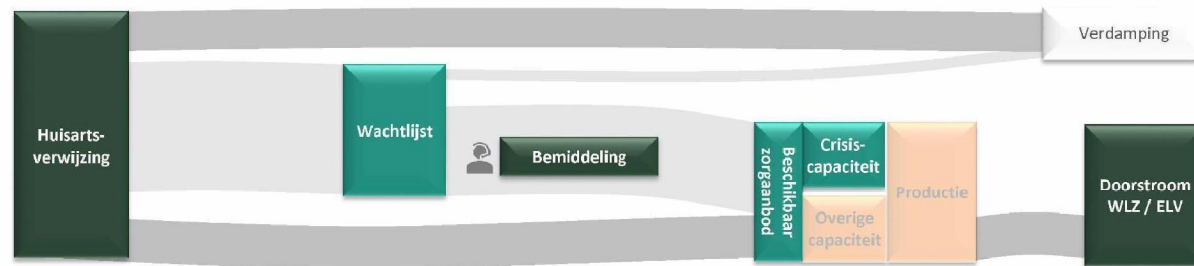 Verdamping
Huisarts-
verwijzing
Wachtlijst
Bemiddeling
Beschikbaar
zorgaanbod
Crisis-
capaciteit
Overige
capaciteit
Productie
Doorstroom
WLZ / ELV